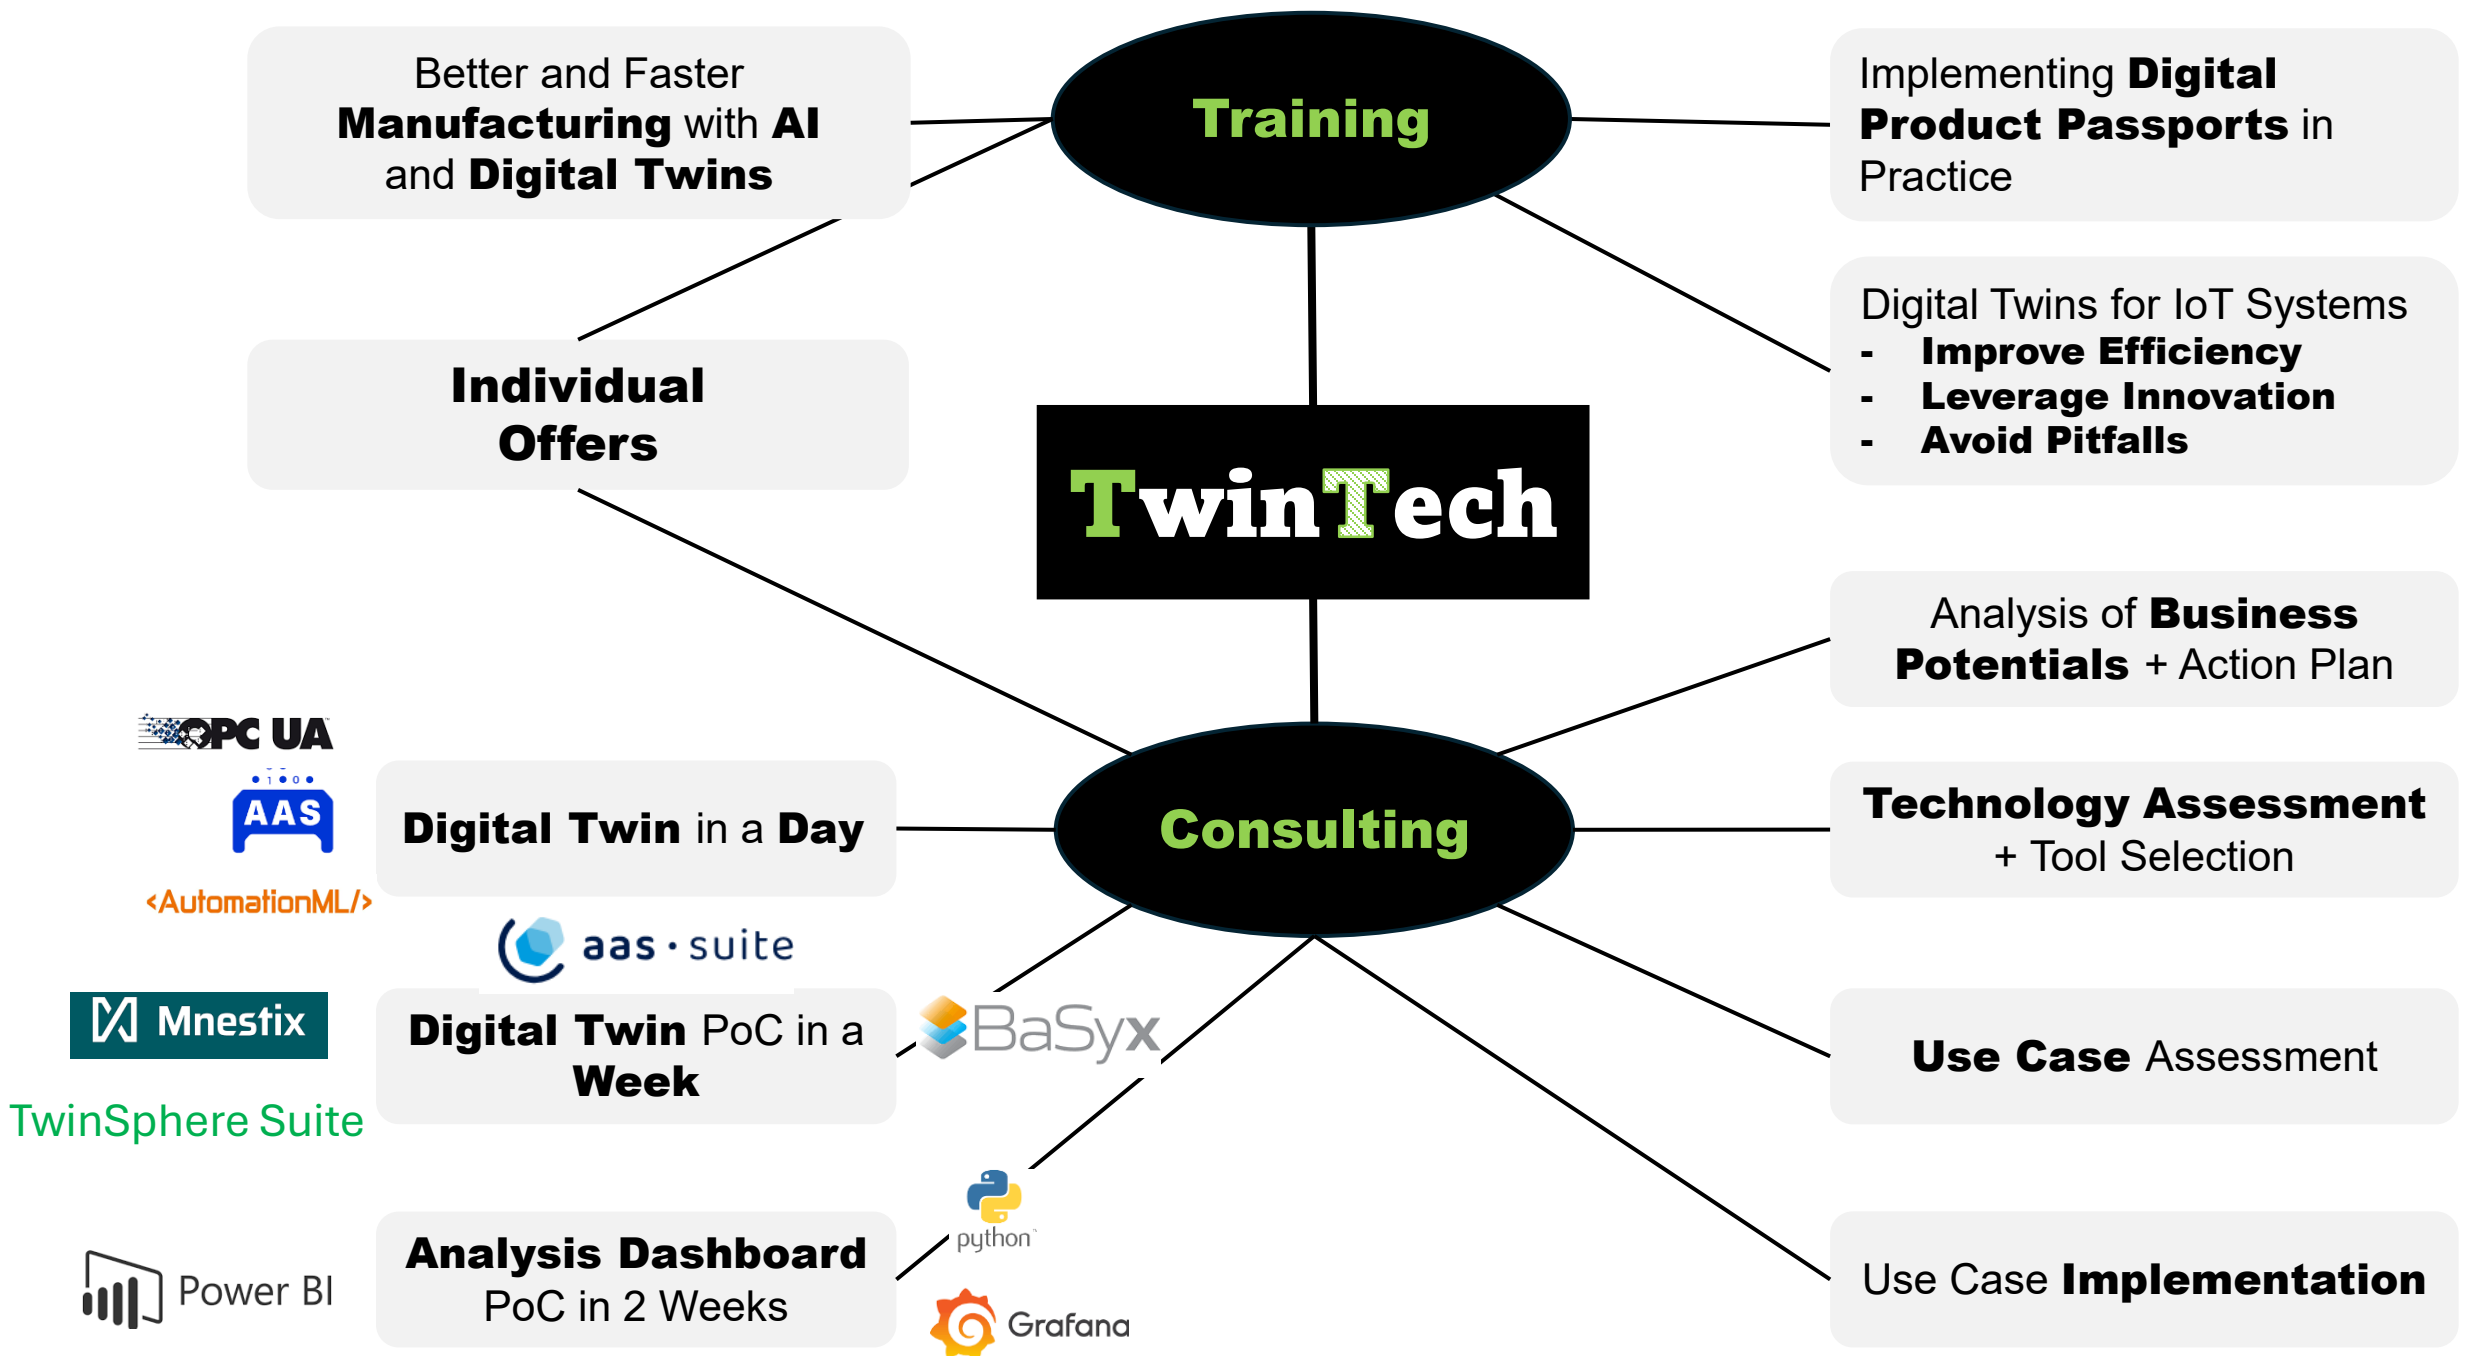 Better and Faster
Manufacturing with AI
and Digital Twins
Training
Implementing Digital
Product Passports in
Practice
Digital Twins for IoT Systems
- Improve Efficiency
- Leverage Innovation
- Avoid Pitfalls
Individual
Offers
TwinTech
Analysis of Business
Potentials + Action Plan
OPC UA
1 0
AAS
<AutomationML/>
Digital Twin in a Day
Consulting
Technology Assessment
+ Tool Selection
aas·suite
Mnestix
Digital Twin PoC in a
Week
BaSyx
Use Case Assessment
TwinSphere Suite
python
Power BI
Analysis Dashboard
PoC in 2 Weeks
Grafana
Use Case Implementation